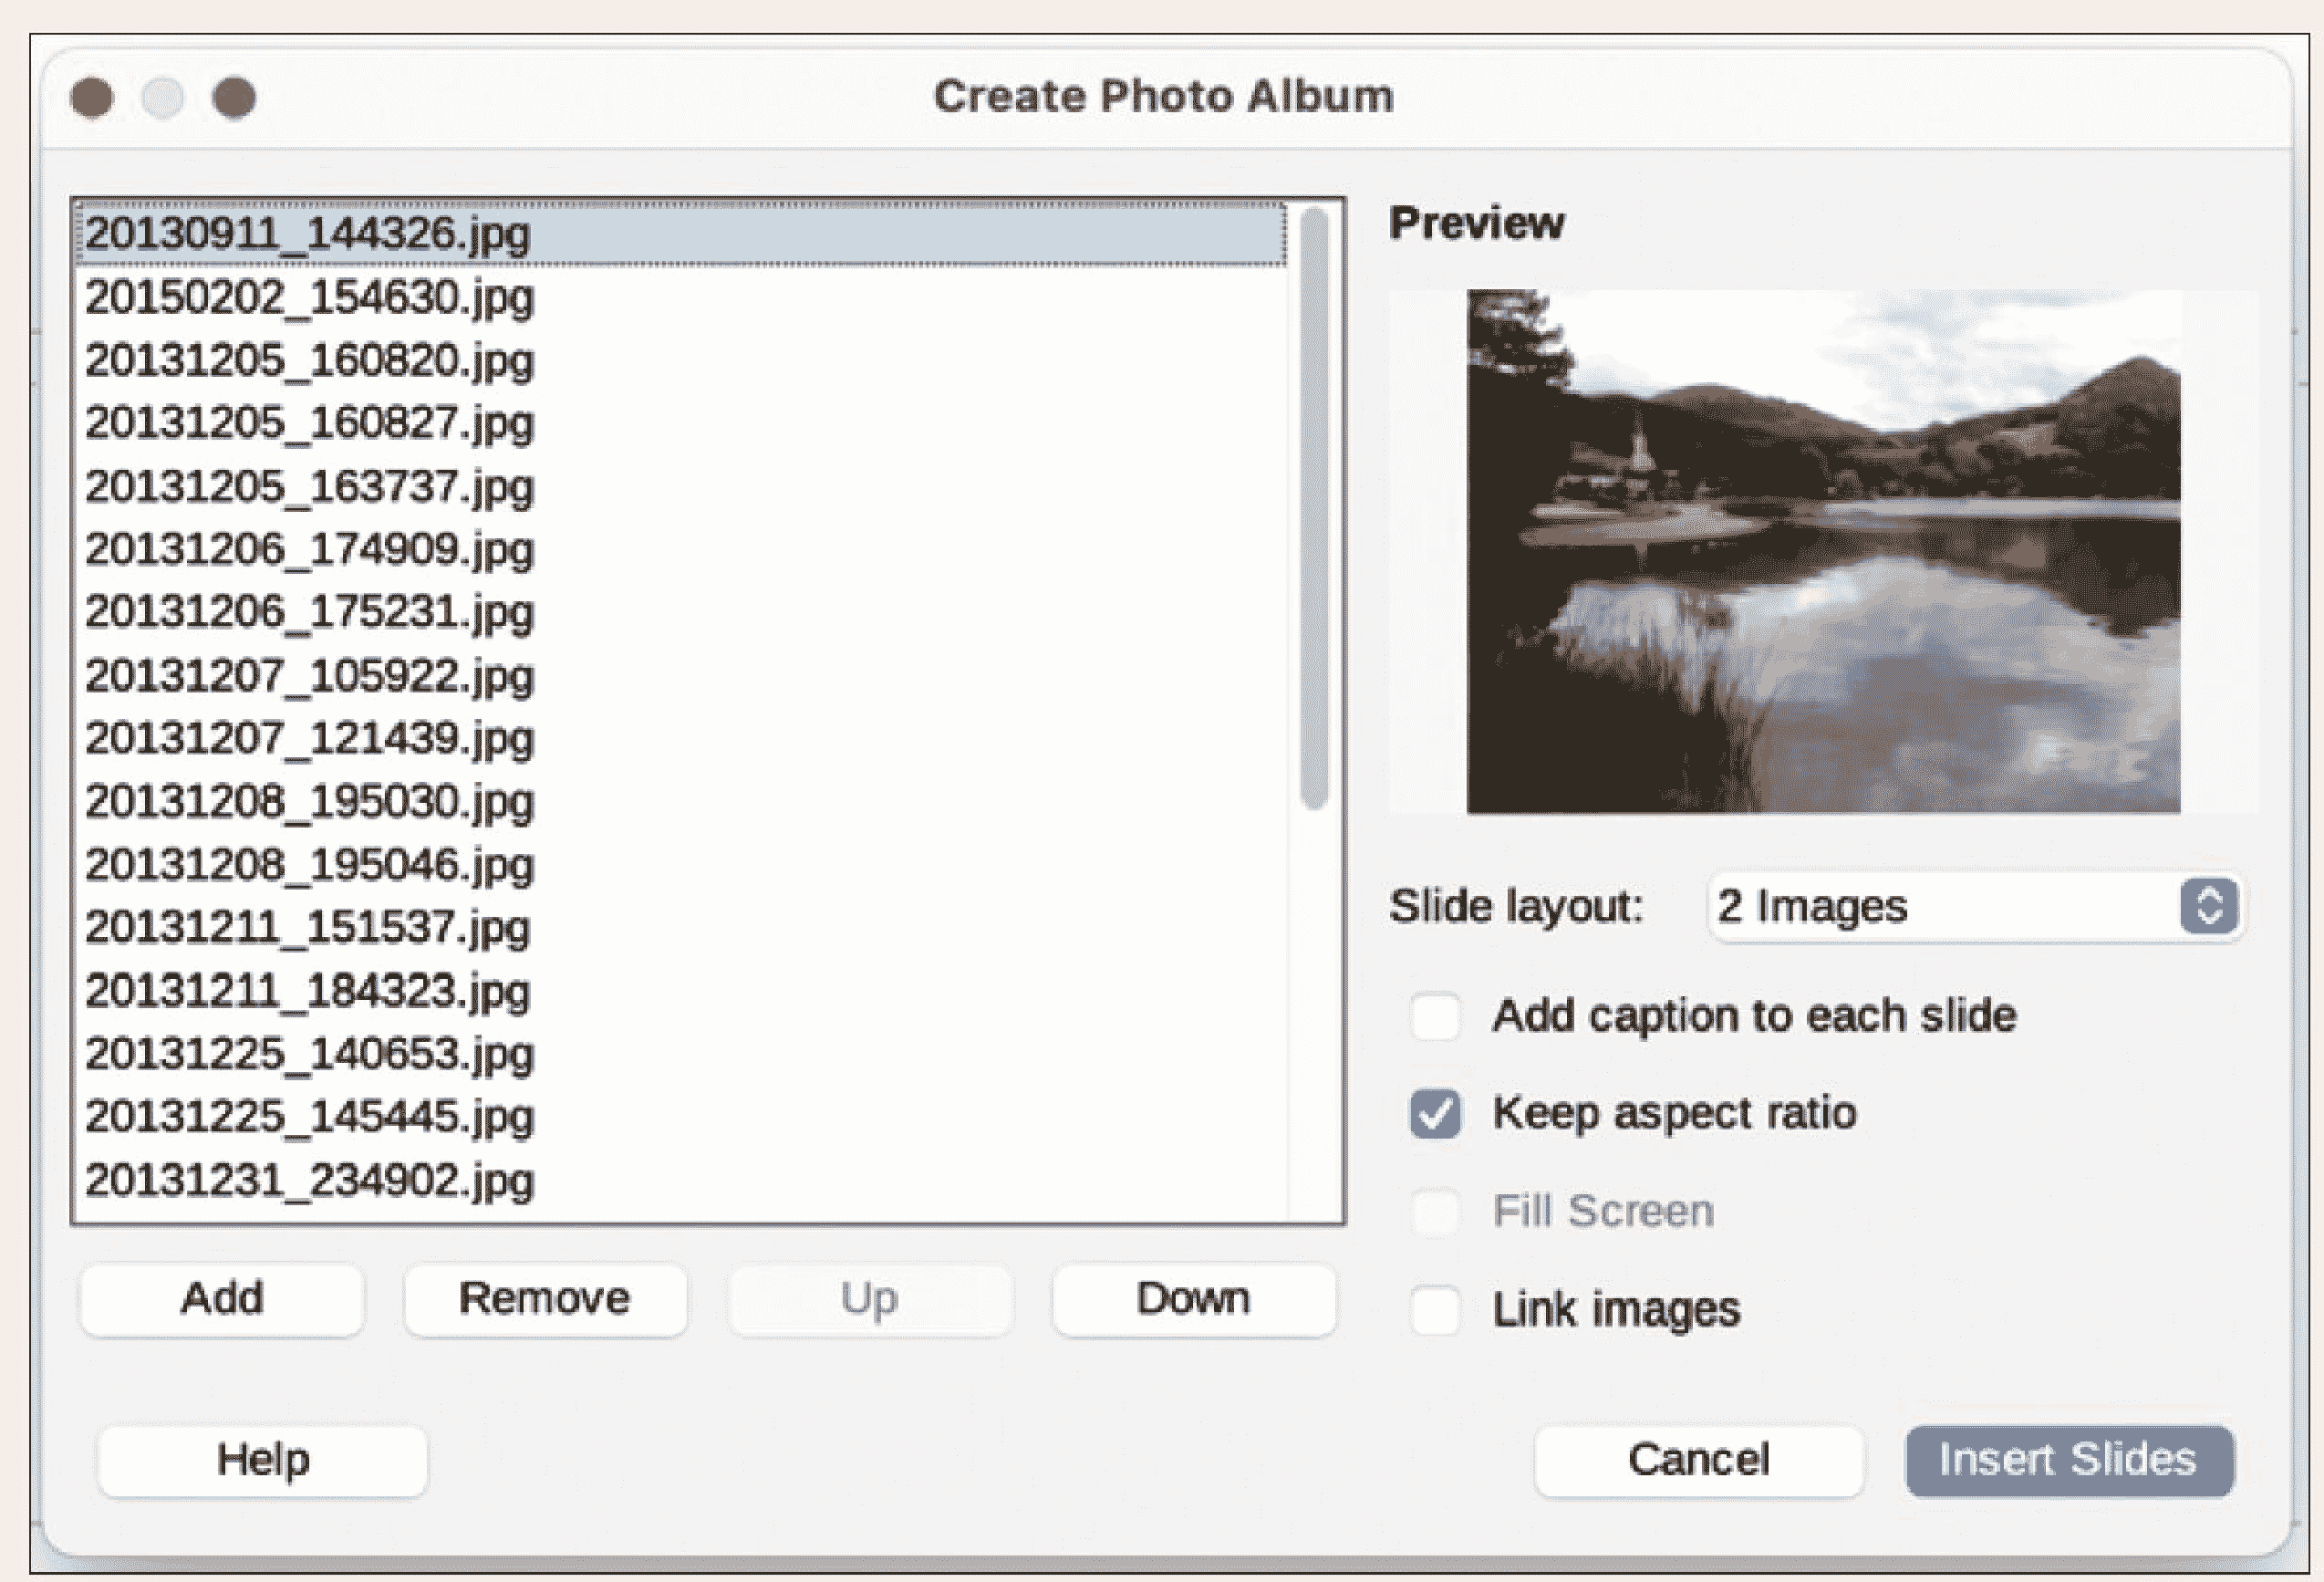 Create Photo Album
20130911_144326.jpg
20150202_154630.jpg
20131205_160820.jpg
20131205_160827.jpg
20131205_163737.jpg
20131206_174909.jpg
20131206_175231.jpg
20131207_105922.jpg
20131207_121439.jpg
20131208_195030.jpg
20131208_195046.jpg
20131211_151537.jpg
20131211_184323.jpg
20131225_140653.jpg
20131225_145445.jpg
20131231_234902.jpg
Add Remove Up Down
Preview
Slide layout: 2 Images
Add caption to each slide
Keep aspect ratio
Fill Screen
Link images
Help Cancel Insert Slides